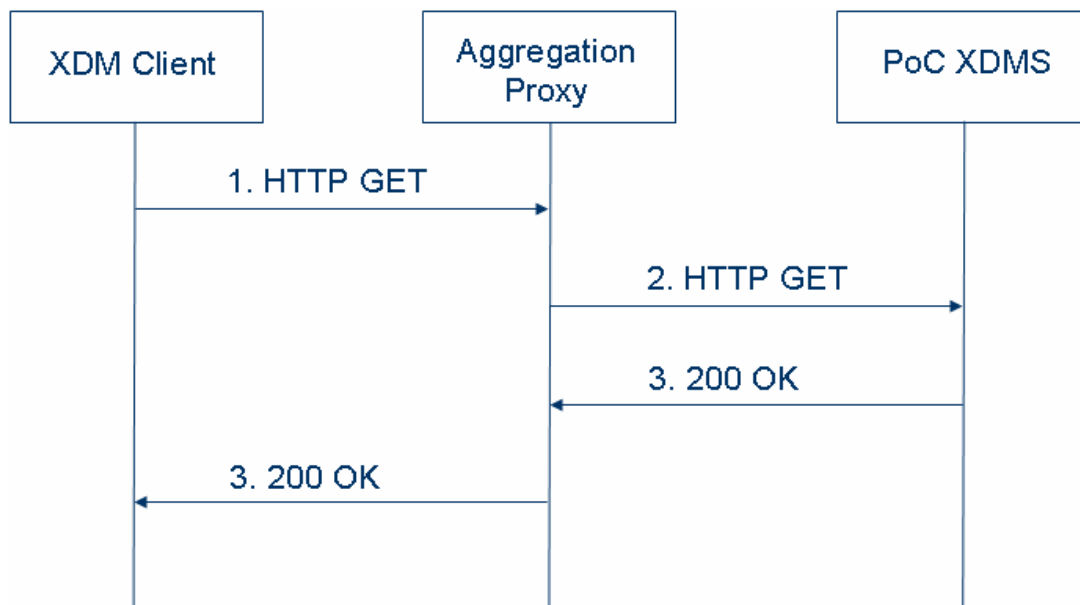 XDM Client
Aggregation
Proxy
PoC XDMS
1. HTTP GET
2. HTTP GET
3. 200 OK
3. 200 OK